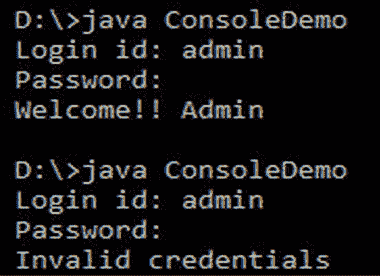 D:\>java ConsoleDemo
Login id: admin
Password:
Welcome!! Admin
D:\>java ConsoleDemo
Login id: admin
Password:
Invalid credentials